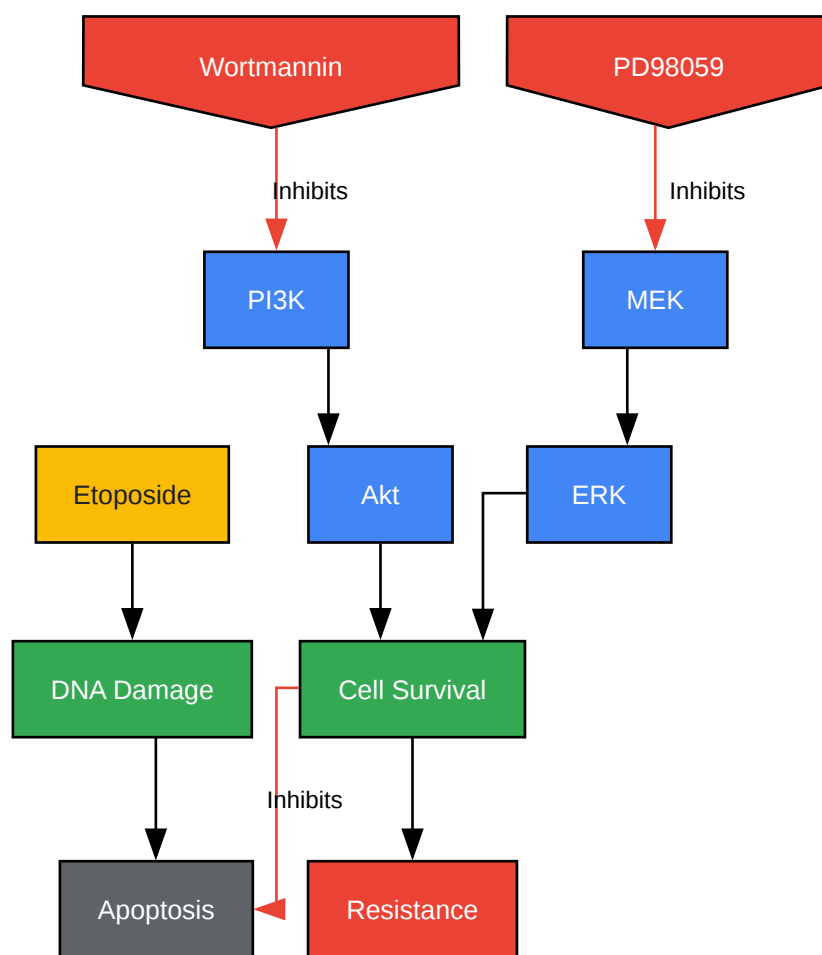 Wortmannin
PD98059
Inhibits
Inhibits
PI3K
MEK
Etoposide
Akt
ERK
DNA Damage
Cell Survival
Inhibits
Apoptosis
Resistance